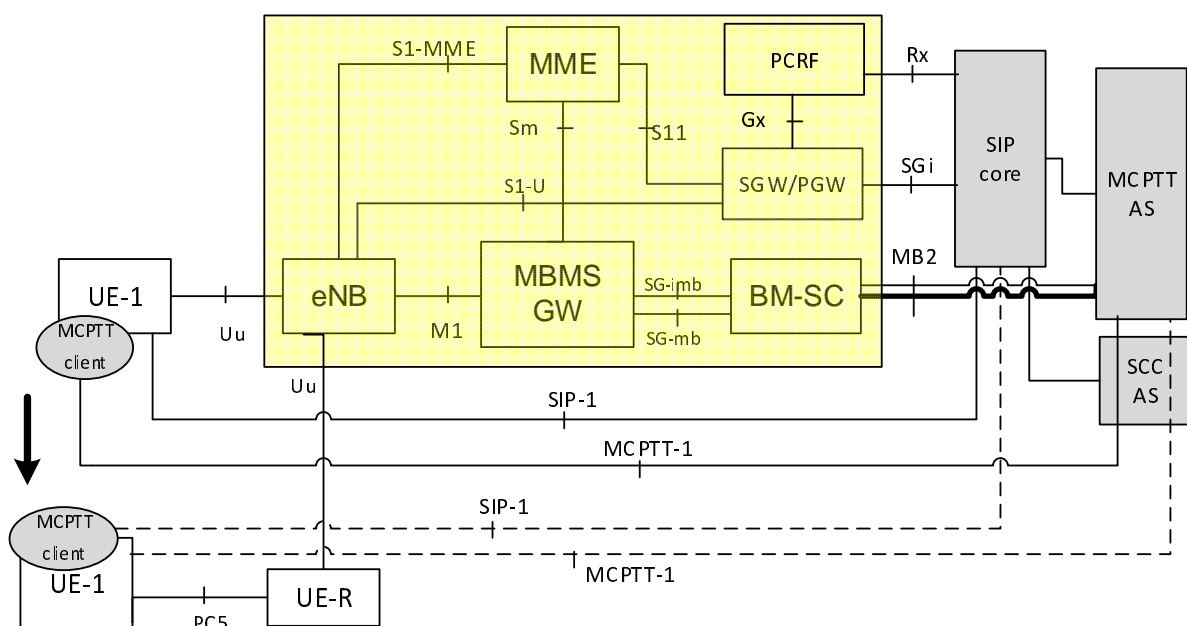 S1-MME
MME
PCRF
Rx
Sm
S11
Gx
SIP
core
MCPTT
AS
S1-U
SGW/PGW
SGi
UE-1
MCPTT
client
Uu
eNB
M1
MBMS
GW
SG-imb
SG-mb
BM-SC
MB2
Uu
SCC
AS
SIP-1
MCPTT-1
SIP-1
MCPTT
client
UE-1
MCPTT-1
UE-R
PC5